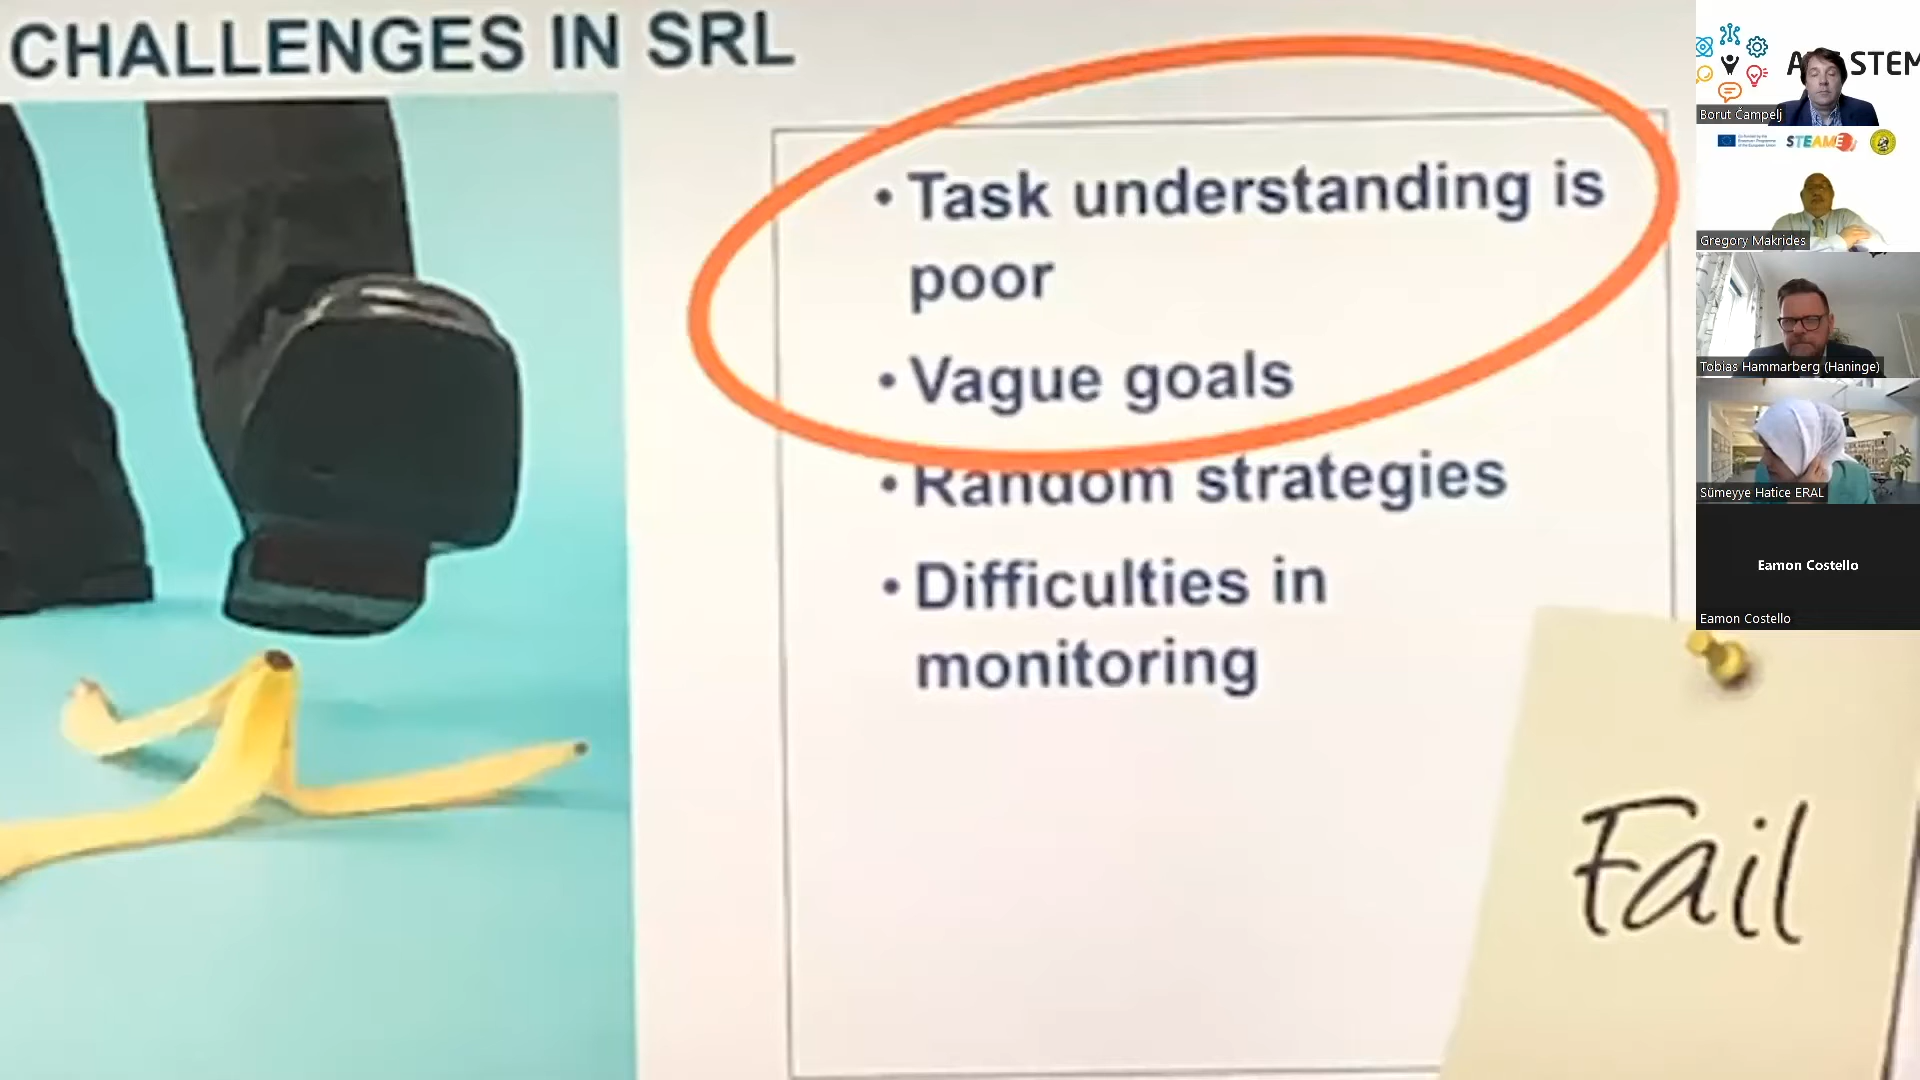 CHALLENGES IN SRL
• Task understanding is
poor
• Vague goals
• Random strategies
• Difficulties in
monitoring
Fail
STEM
Borut Čampelj
STEAME
Gregory Makrides
Tobias Hammarberg (Haninge)
Sümeyye Hatice ERAL
Eamon Costello
Eamon Costello